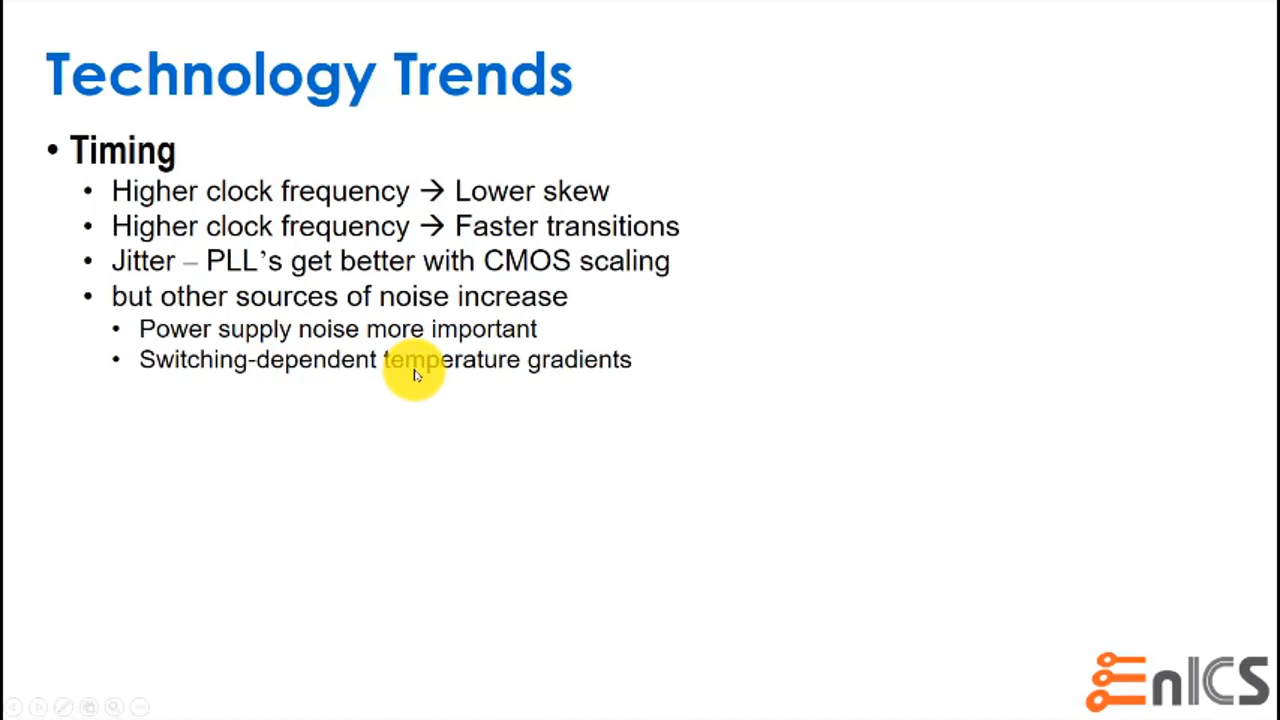 Technology Trends
• Timing
• Higher clock frequency → Lower skew
• Higher clock frequency → Faster transitions
• Jitter – PLL’s get better with CMOS scaling
• but other sources of noise increase
• Power supply noise more important
• Switching-dependent temperature gradients
EnICS